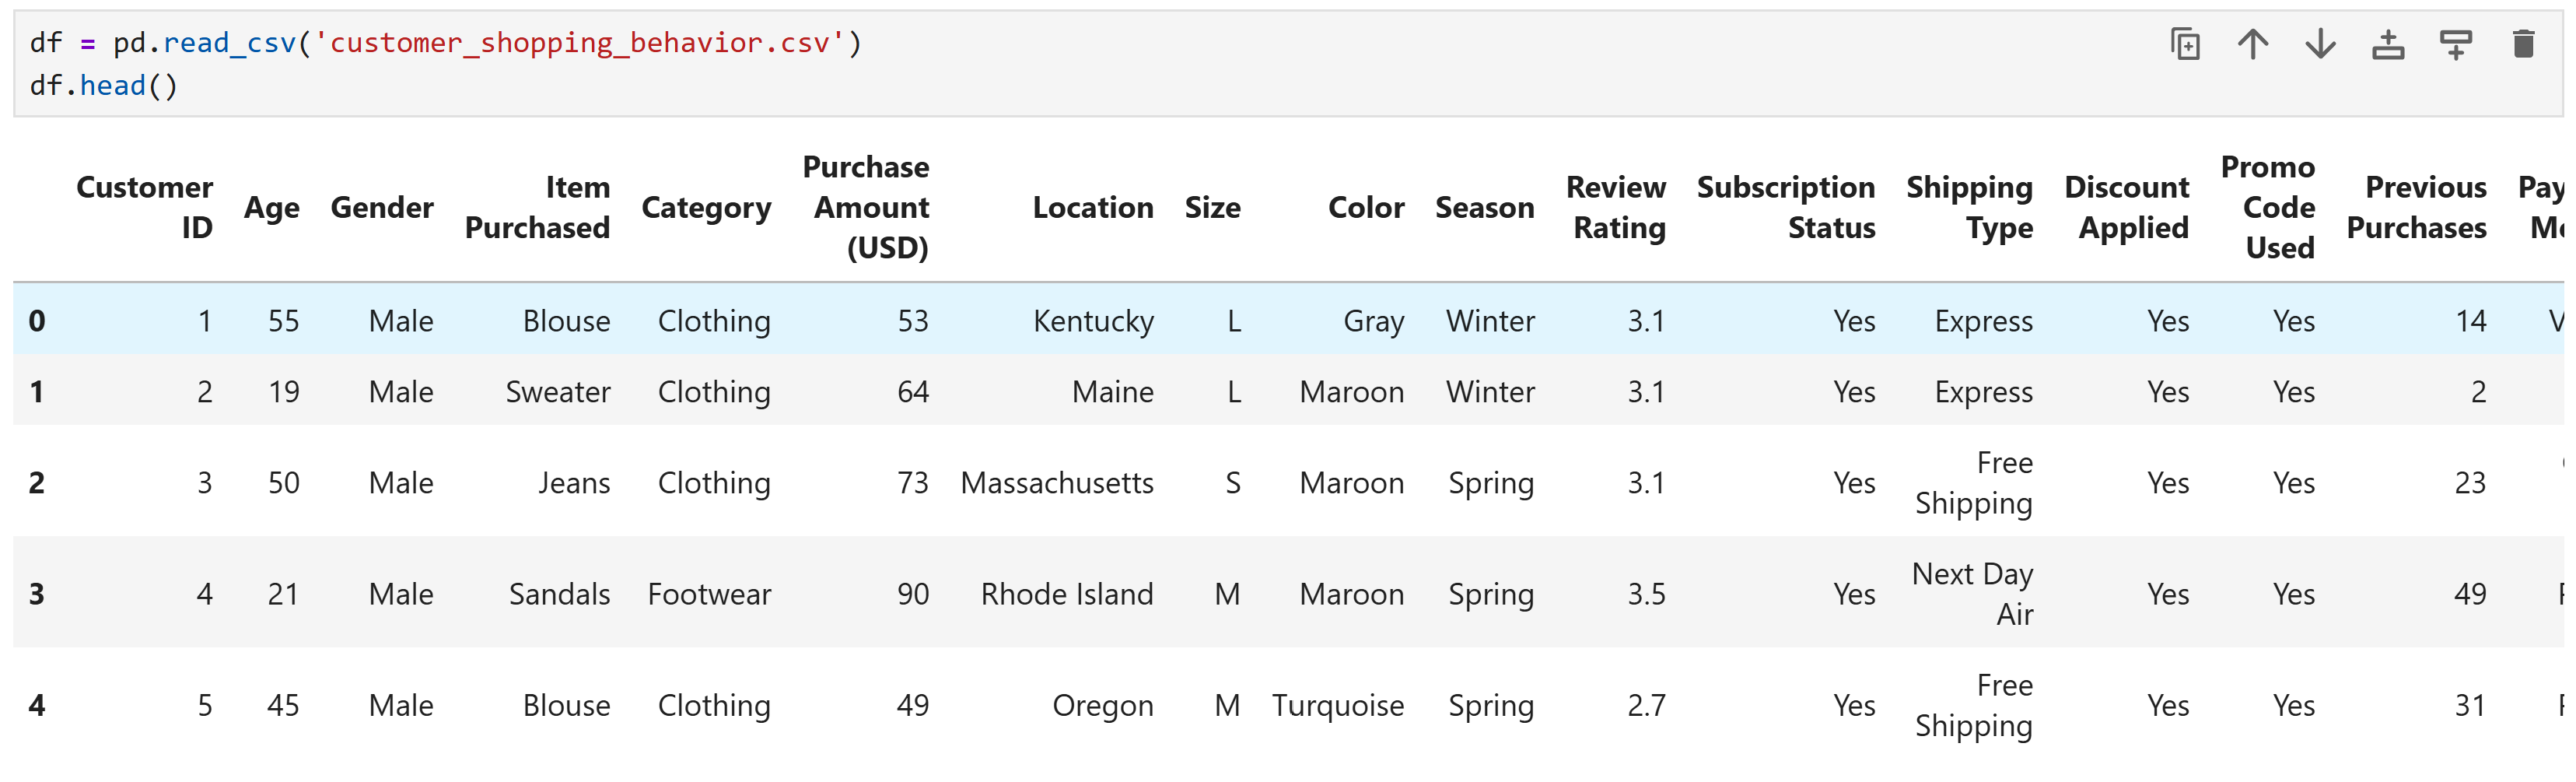 df = pd.read_csv('customer_shopping_behavior.csv')
df.head()
Customer ID Age Gender Item Purchased Category Purchase Amount (USD) Location Size Color Season Review Rating Subscription Status Shipping Type Discount Applied Promo Code Used Previous Purchases
0 1 55 Male Blouse Clothing 53 Kentucky L Gray Winter 3.1 Yes Express Yes Yes 14
1 2 19 Male Sweater Clothing 64 Maine L Maroon Winter 3.1 Yes Express Yes Yes 2
2 3 50 Male Jeans Clothing 73 Massachusetts S Maroon Spring 3.1 Yes Free Shipping Yes Yes 23
3 4 21 Male Sandals Footwear 90 Rhode Island M Maroon Spring 3.5 Yes Next Day Air Yes Yes 49
4 5 45 Male Blouse Clothing 49 Oregon M Turquoise Spring 2.7 Yes Free Shipping Yes Yes 31